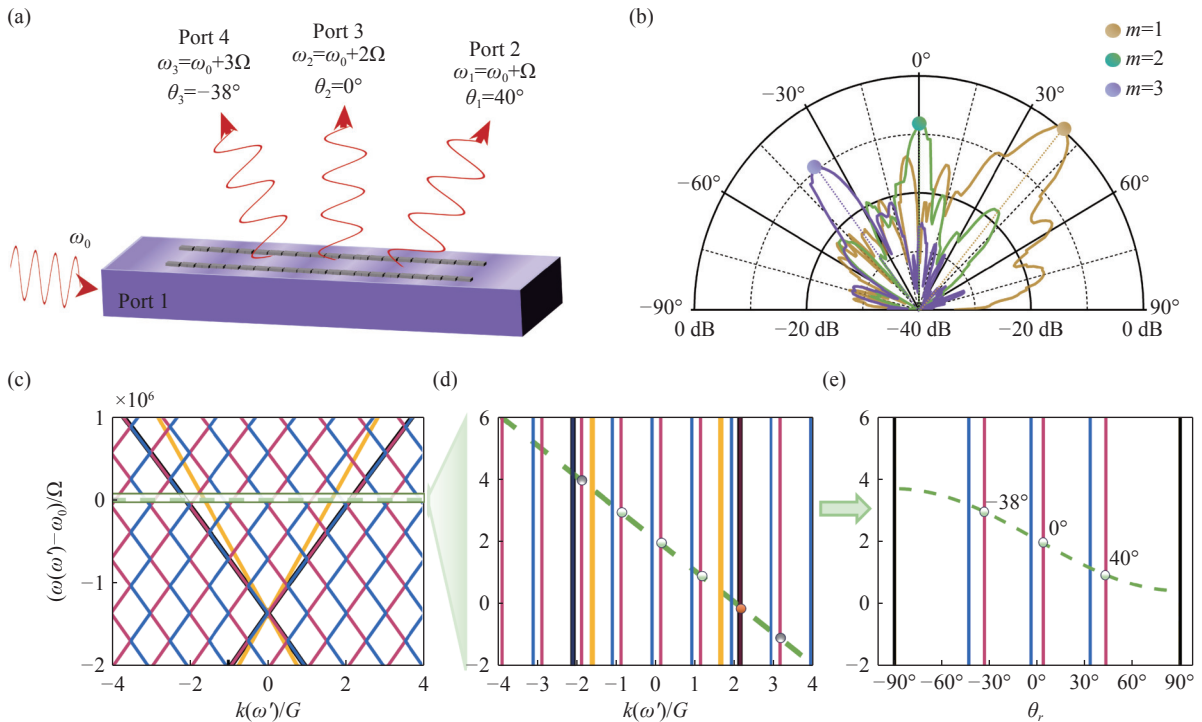 (a)
Port 4
ω₃=ω₀+3Ω
θ₃=−38°
Port 3
ω₂=ω₀+2Ω
θ₂=0°
Port 2
ω₁=ω₀+Ω
θ₁=40°
ω₀
Port 1
(b)
m=1
m=2
m=3
0°
−30°
30°
−60°
60°
−90°
90°
0 dB
−20 dB
−40 dB
−20 dB
0 dB
(c)
×10⁶
1
0
−1
−2
(ω(ω′)−ω₀)/Ω
−4
−2
0
2
4
k(ω′)/G
(d)
6
4
2
0
−2
−4
−3
−2
−1
0
1
2
3
4
k(ω′)/G
(e)
6
4
2
0
−2
−38°
0°
40°
−90°
−60°
−30°
0°
30°
60°
90°
θᵣ